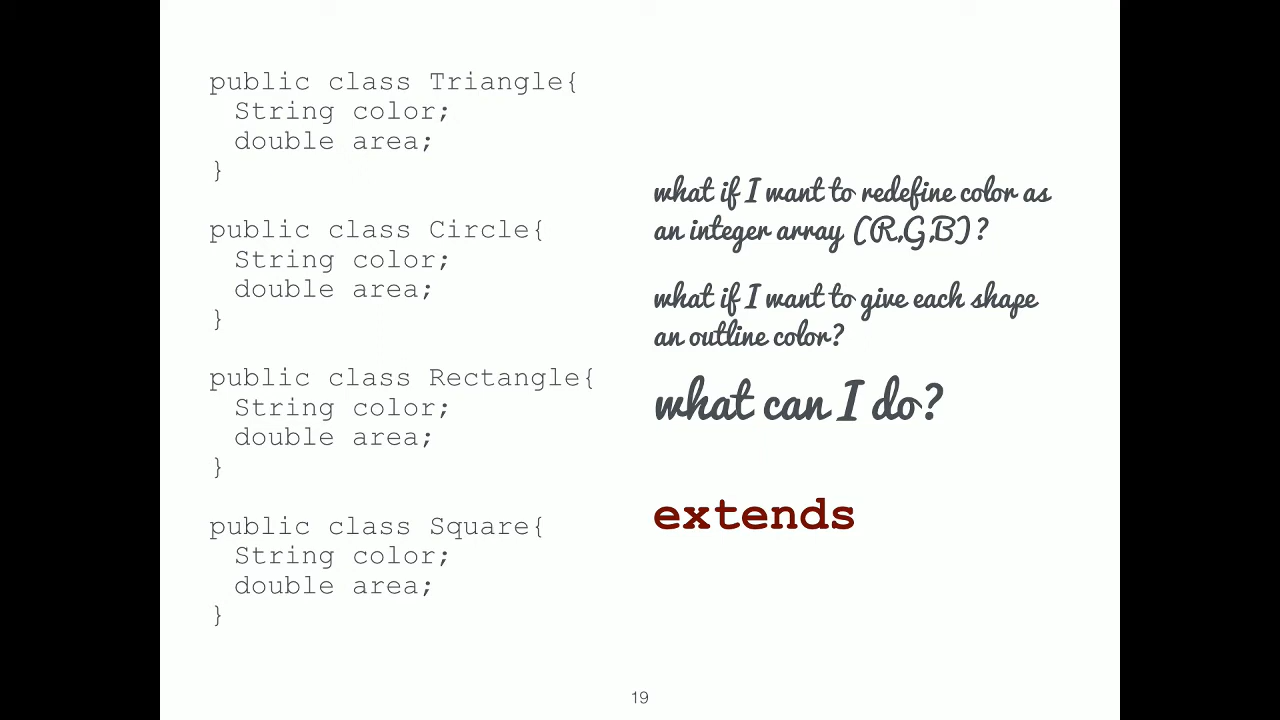 public class Triangle{
String color;
double area;
}
public class Circle{
String color;
double area;
}
public class Rectangle{
String color;
double area;
}
public class Square{
String color;
double area;
}
what if I want to redefine color as
an integer array (R,G,B)?
what if I want to give each shape
an outline color?
what can I do?
extends
19